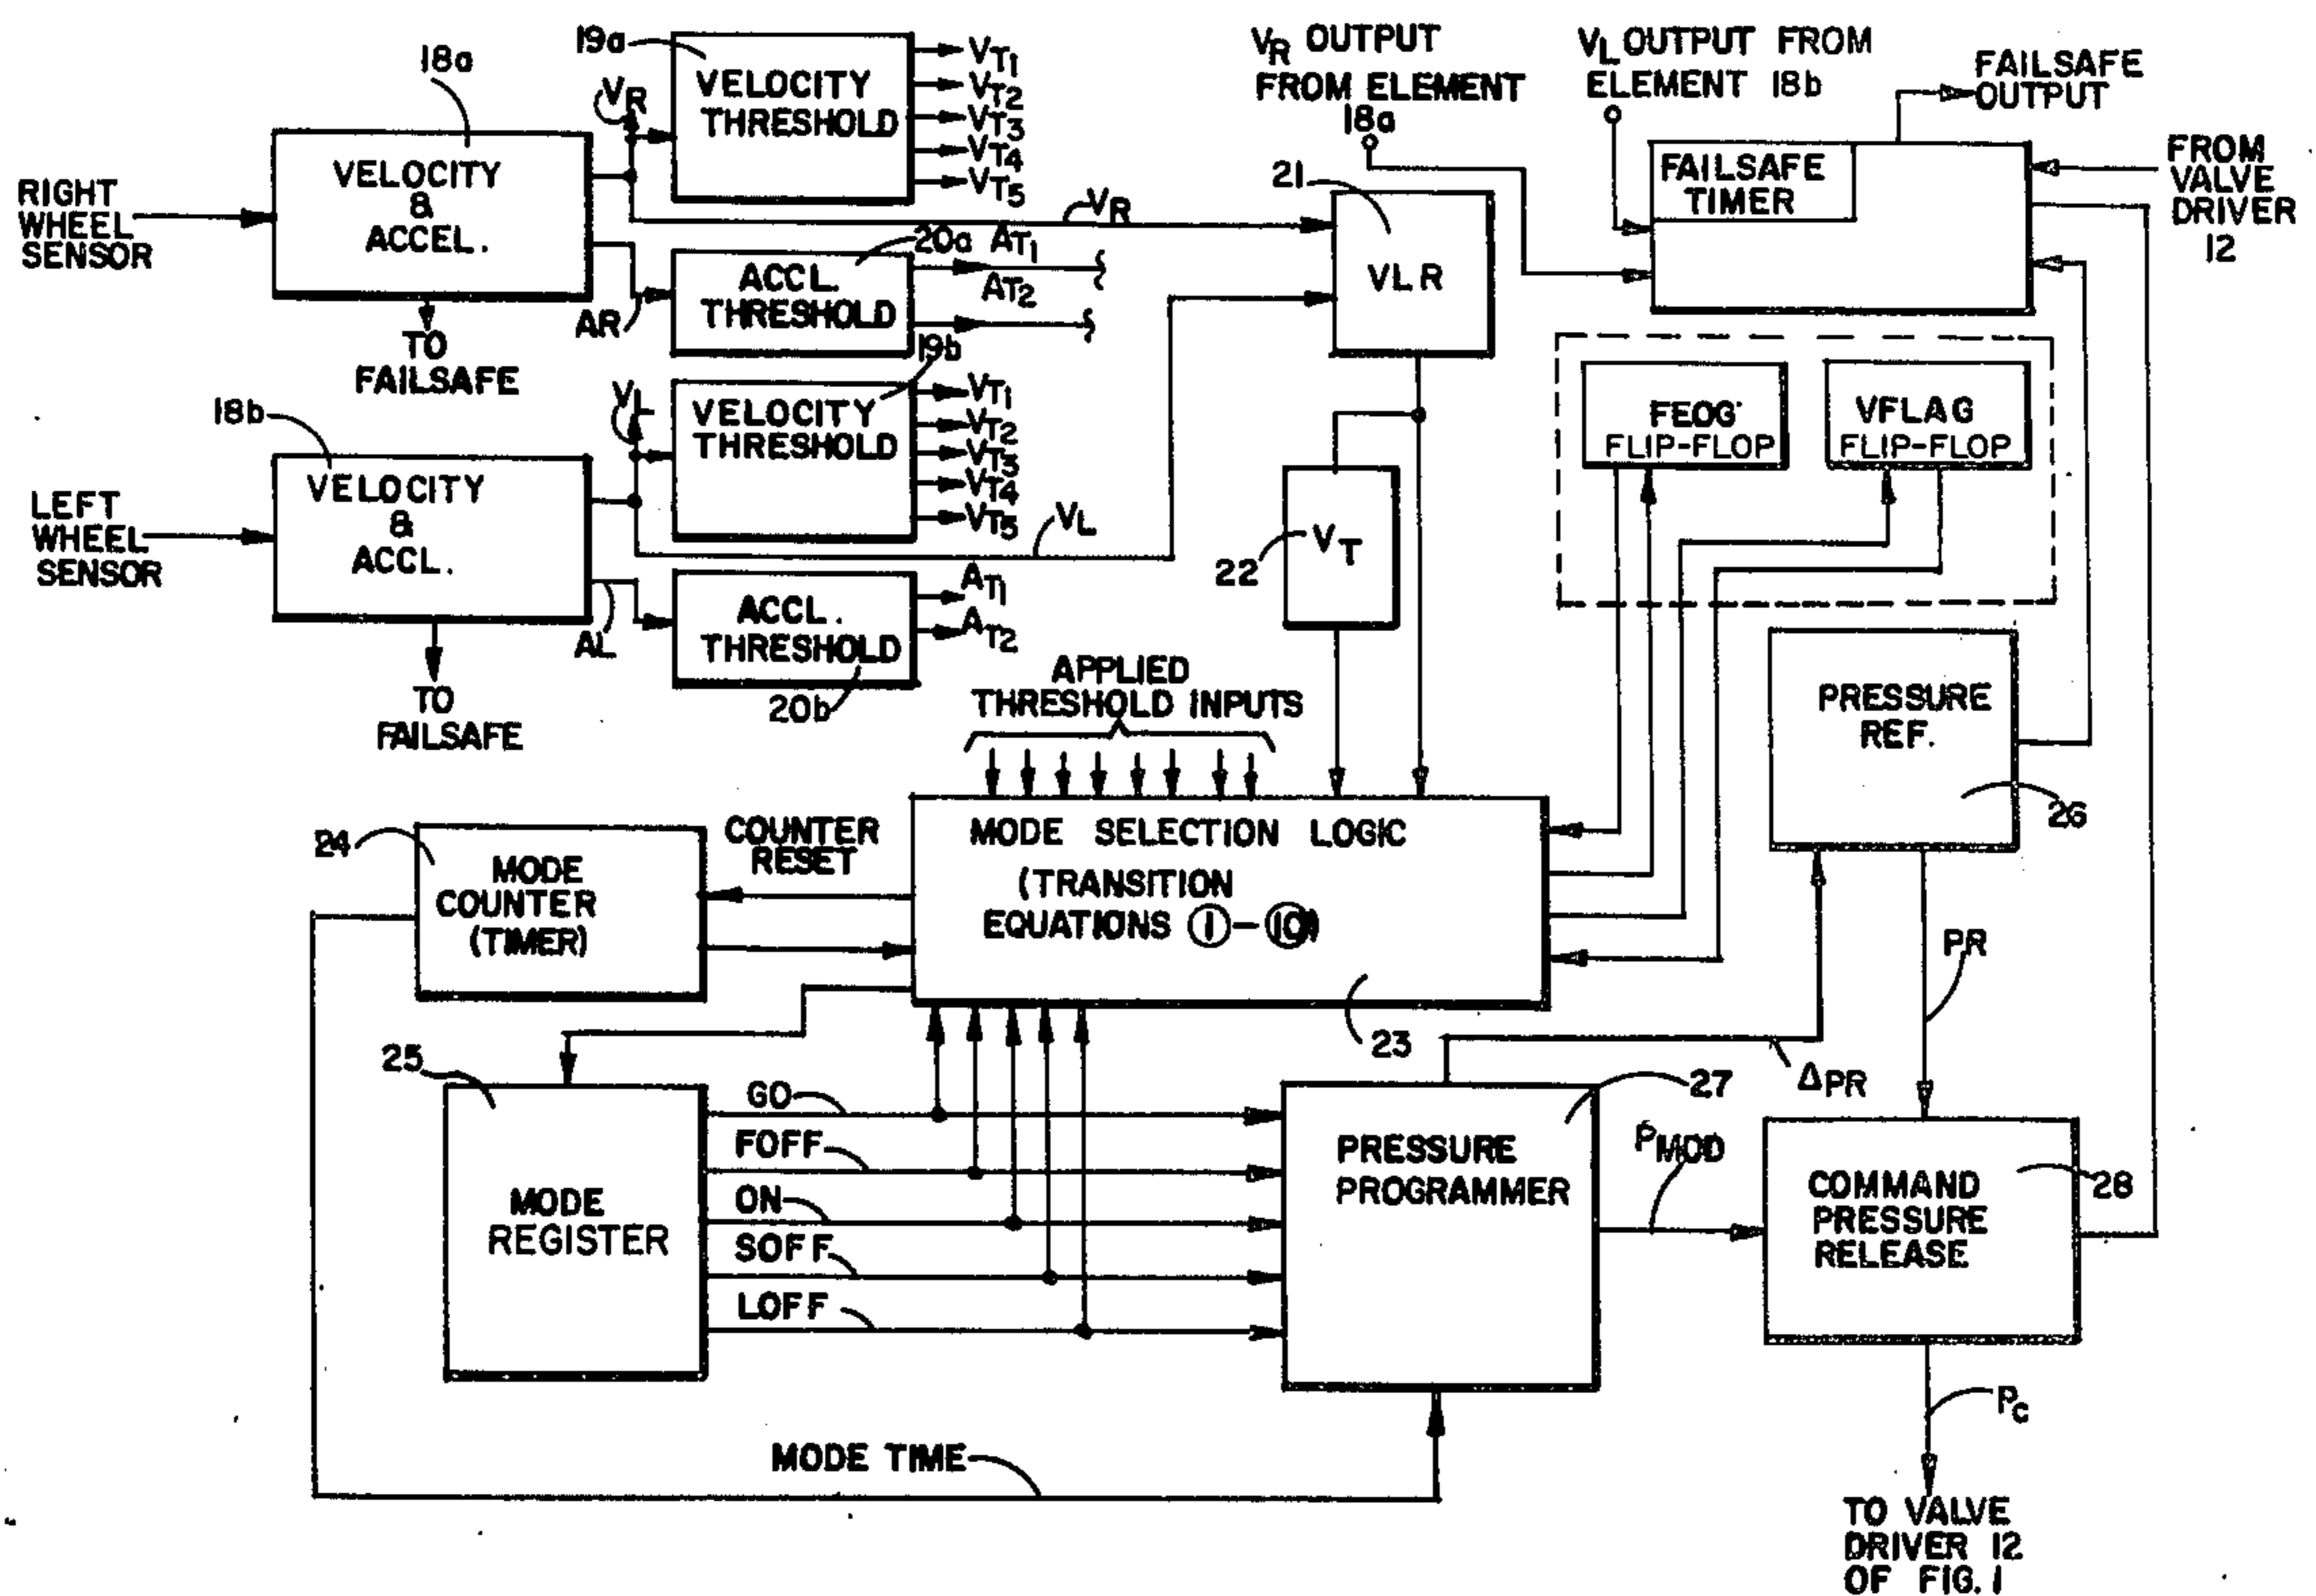 18a
RIGHT
WHEEL
SENSOR
VELOCITY
&
ACCEL.
TO
FAILSAFE
VR
AR
19a
VELOCITY
THRESHOLD
VT1
VT2
VT3
VT4
VT5
VR
20a
ACCL.
THRESHOLD
AT1
AT2
18b
LEFT
WHEEL
SENSOR
VELOCITY
&
ACCL.
TO
FAILSAFE
VL
AL
19b
VELOCITY
THRESHOLD
VT1
VT2
VT3
VT4
VT5
VL
ACCL.
THRESHOLD
20b
AT1
AT2
VR OUTPUT
FROM ELEMENT
18a
VL OUTPUT FROM
ELEMENT 18b
FAILSAFE
OUTPUT
FAILSAFE
TIMER
FROM
VALVE
DRIVER
12
21
VLR
22
VT
FEOG
FLIP-FLOP
VFLAG
FLIP-FLOP
APPLIED
THRESHOLD INPUTS
MODE SELECTION LOGIC
(TRANSITION
EQUATIONS ①-⑩)
23
24
MODE
COUNTER
(TIMER)
COUNTER
RESET
PRESSURE
REF.
26
PR
ΔPR
25
MODE
REGISTER
GO
FOFF
ON
SOFF
LOFF
27
PRESSURE
PROGRAMMER
PMOD
COMMAND
PRESSURE
RELEASE
28
MODE TIME
PC
TO VALVE
DRIVER 12
OF FIG. 1